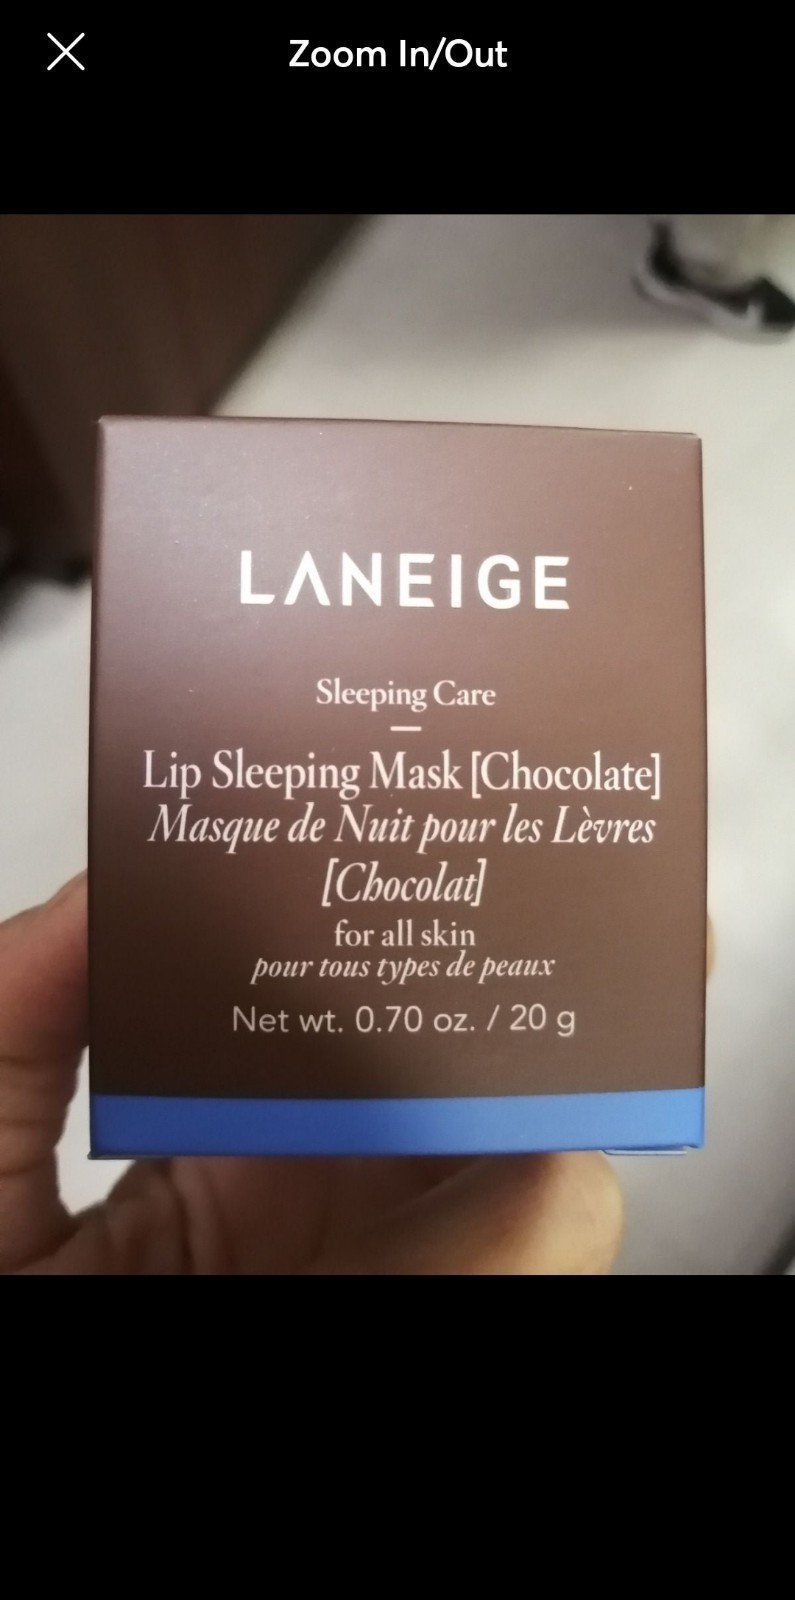 Zoom In/Out
LANEIGE
Sleeping Care
Lip Sleeping Mask [Chocolate]
Masque de Nuit pour les Lèvres
[Chocolat]
for all skin
pour tous types de peaux
Net wt. 0.70 oz. / 20 g